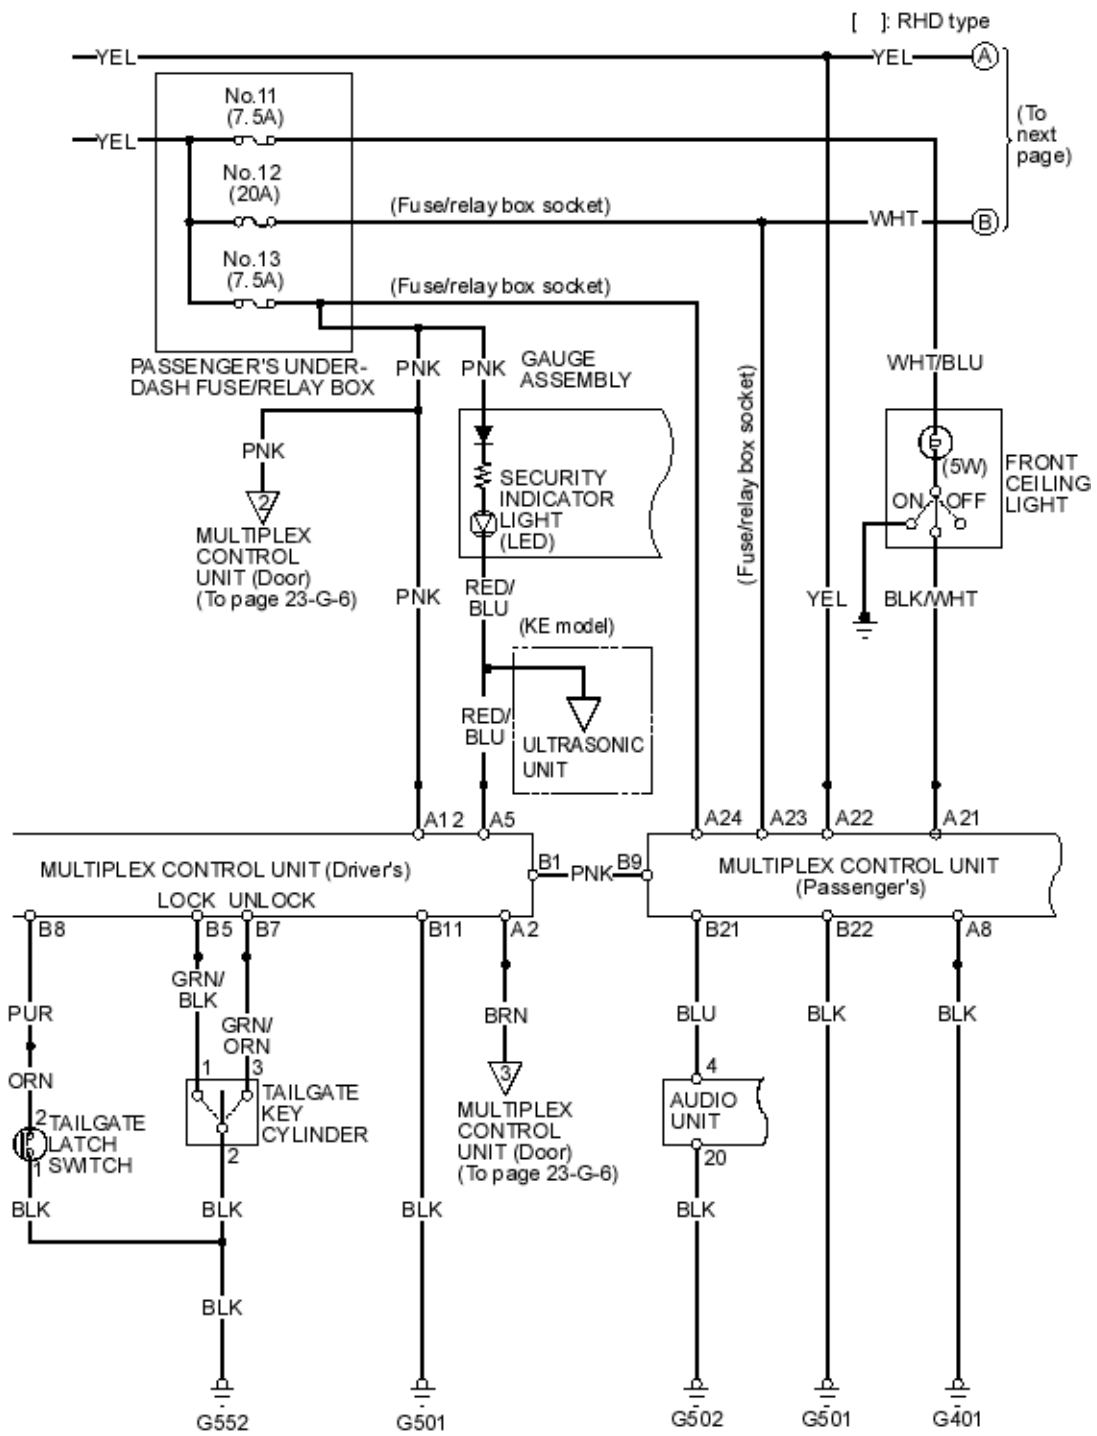 [ ]: RHD type
YEL
YEL
A
No.11
(7.5A)
(To
next
page)
YEL
No.12
(20A)
(Fuse/relay box socket)
WHT
B
No.13
(7.5A)
(Fuse/relay box socket)
PASSENGER'S UNDER-
DASH FUSE/RELAY BOX
PNK
PNK
GAUGE
ASSEMBLY
WHT/BLU
(Fuse/relay box socket)
PNK
2
MULTIPLEX
CONTROL
UNIT (Door)
(To page 23-G-6)
SECURITY
INDICATOR
LIGHT
(LED)
(5W)
ON
OFF
FRONT
CEILING
LIGHT
PNK
RED/
BLU
YEL
BLK/WHT
(KE model)
RED/
BLU
ULTRASONIC
UNIT
A12
A5
A24
A23
A22
A21
MULTIPLEX CONTROL UNIT (Driver's)
B1
PNK
B9
MULTIPLEX CONTROL UNIT
(Passenger's)
LOCK UNLOCK
B8
B5
B7
B11
A2
B21
B22
A8
GRN/
BLK
PUR
GRN/
ORN
BRN
BLU
BLK
BLK
ORN
1
3
3
4
2
TAILGATE
LATCH
SWITCH
1
TAILGATE
KEY
CYLINDER
2
MULTIPLEX
CONTROL
UNIT (Door)
(To page 23-G-6)
AUDIO
UNIT
20
BLK
BLK
BLK
BLK
BLK
G552
G501
G502
G501
G401